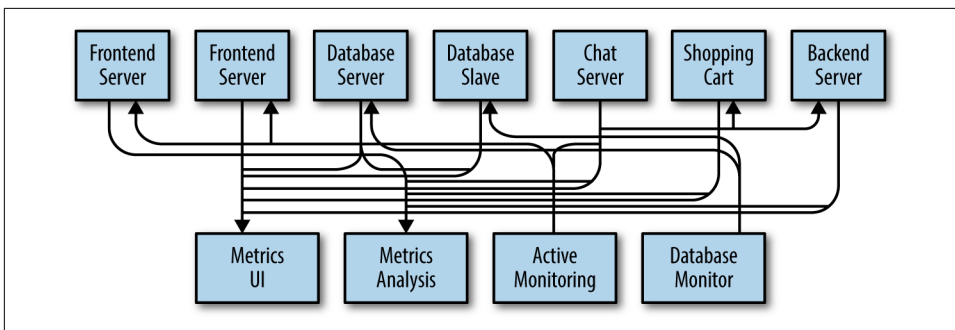 Frontend
Server
Frontend
Server
Database
Server
Database
Slave
Chat
Server
Shopping
Cart
Backend
Server
Metrics
UI
Metrics
Analysis
Active
Monitoring
Database
Monitor